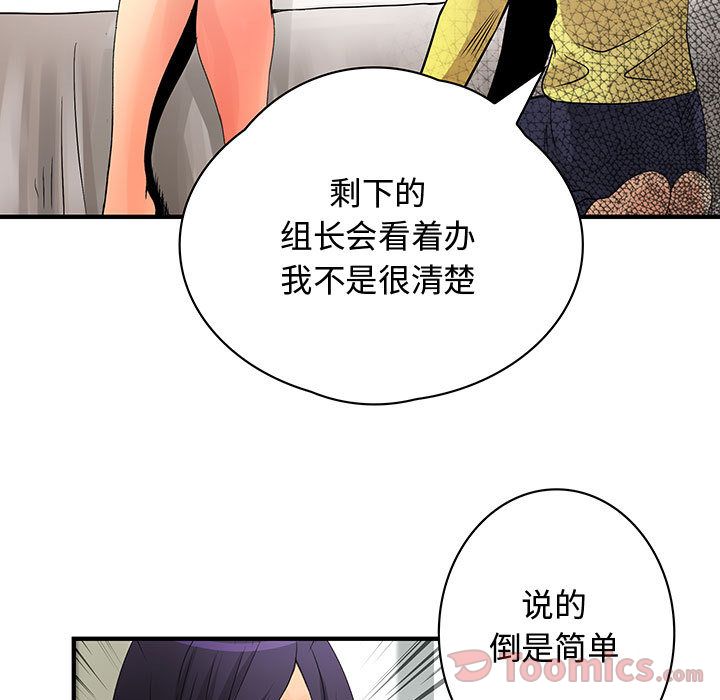 剩下的
组长会看着办
我不是很清楚
说的
倒是简单
Toomics.com